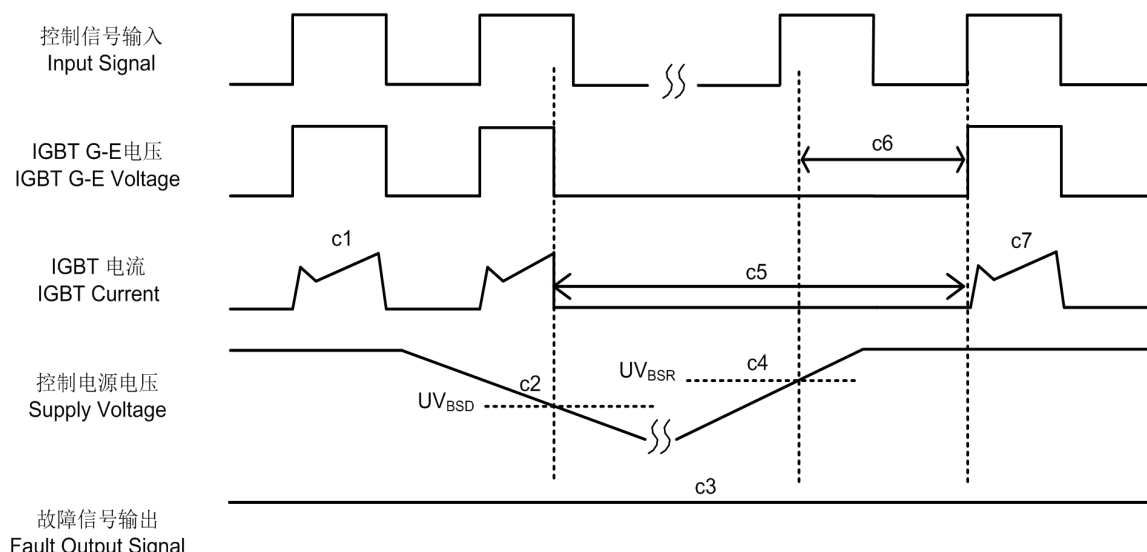 控制信号输入
Input Signal
IGBT G-E电压
IGBT G-E Voltage
c6
IGBT 电流
IGBT Current
c1
c5
c7
控制电源电压
Supply Voltage
c2
UVBSD
UVBSR
c4
c3
故障信号输出
Fault Output Signal